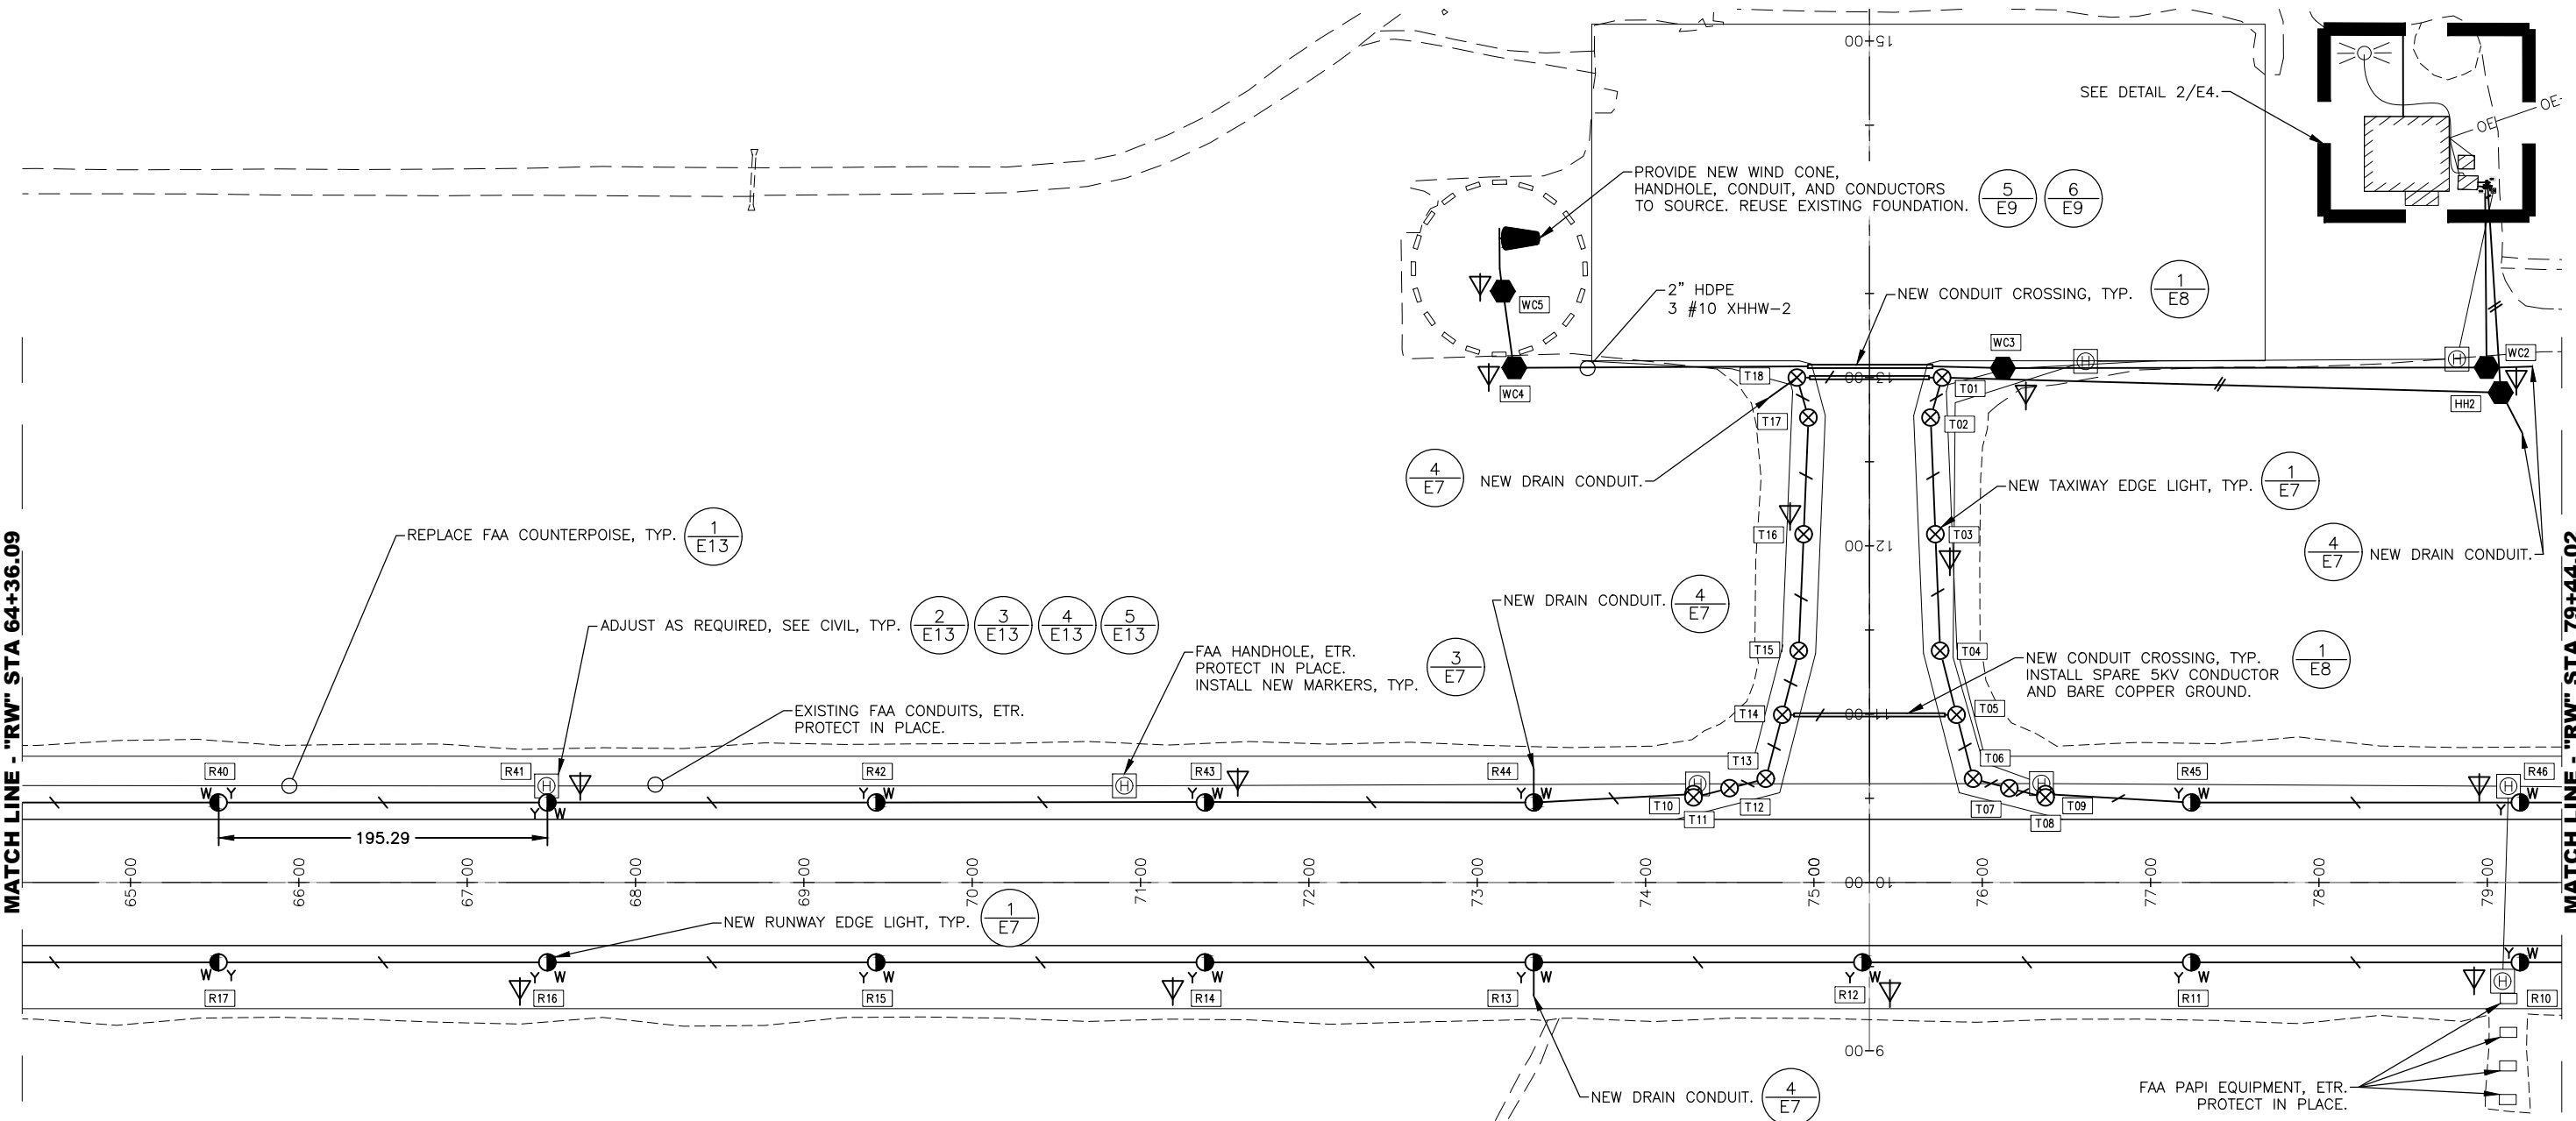 15+00
SEE DETAIL 2/E4.
OE
OE
PROVIDE NEW WIND CONE,
HANDHOLE, CONDUIT, AND CONDUCTORS
TO SOURCE. REUSE EXISTING FOUNDATION.
5
E9
6
E9
WC5
2" HDPE
3 #10 XHHW-2
NEW CONDUIT CROSSING, TYP.
1
E8
WC3
H
H
WC2
WC4
T18
13+00
T01
HH2
T17
T02
4
E7
NEW DRAIN CONDUIT.
NEW TAXIWAY EDGE LIGHT, TYP.
1
E7
REPLACE FAA COUNTERPOISE, TYP.
1
E13
T16
12+00
T03
4
E7
NEW DRAIN CONDUIT.
MATCH LINE - "RW" STA 64+36.09
MATCH LINE - "RW" STA 79+44.02
ADJUST AS REQUIRED, SEE CIVIL, TYP.
2
E13
3
E13
4
E13
5
E13
NEW DRAIN CONDUIT.
4
E7
FAA HANDHOLE, ETR.
PROTECT IN PLACE.
INSTALL NEW MARKERS, TYP.
3
E7
T15
T04
NEW CONDUIT CROSSING, TYP.
INSTALL SPARE 5KV CONDUCTOR
AND BARE COPPER GROUND.
1
E8
EXISTING FAA CONDUITS, ETR.
PROTECT IN PLACE.
T14
11+00
T05
T13
T06
R40
R41
R42
R43
R44
R45
R46
H
H
H
H
H
W Y
Y W
Y W
Y W
Y W
Y W
Y W
T10
T11
T12
T07
T08
T09
195.29
65+00
66+00
67+00
68+00
69+00
70+00
71+00
72+00
73+00
74+00
75+00
10+00
76+00
77+00
78+00
79+00
NEW RUNWAY EDGE LIGHT, TYP.
1
E7
W Y
Y W
Y W
Y W
Y W
Y W
Y W
Y W
H
R17
R16
R15
R14
R13
R12
R11
R10
9+00
NEW DRAIN CONDUIT.
4
E7
FAA PAPI EQUIPMENT, ETR.
PROTECT IN PLACE.